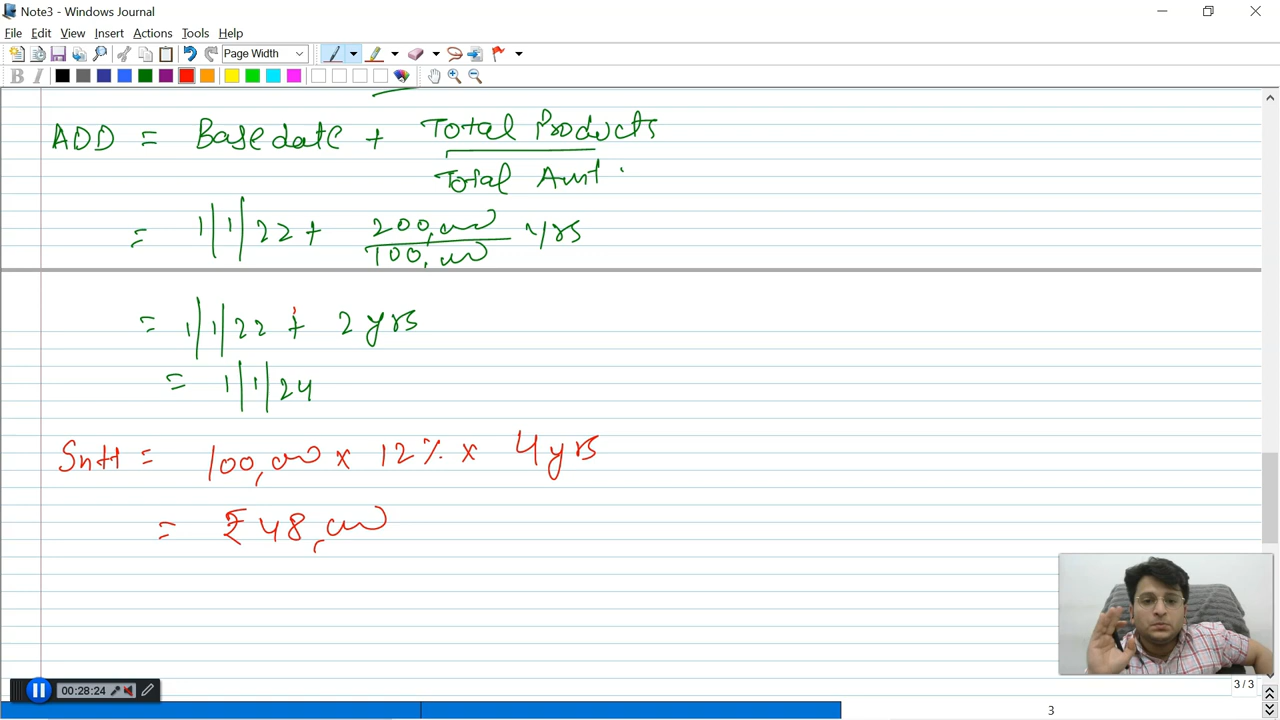 Note3 - Windows Journal
File Edit View Insert Actions Tools Help
Page Width
B I
ADD = Base date + Total Products
Total Amt.
= 1/1/22 + 200,000 yrs
100,000
= 1/1/22 + 2 yrs
= 1/1/24
Int = 100,000 x 12% x 4 yrs
= ₹ 48,000
3 / 3
00:28:24
3